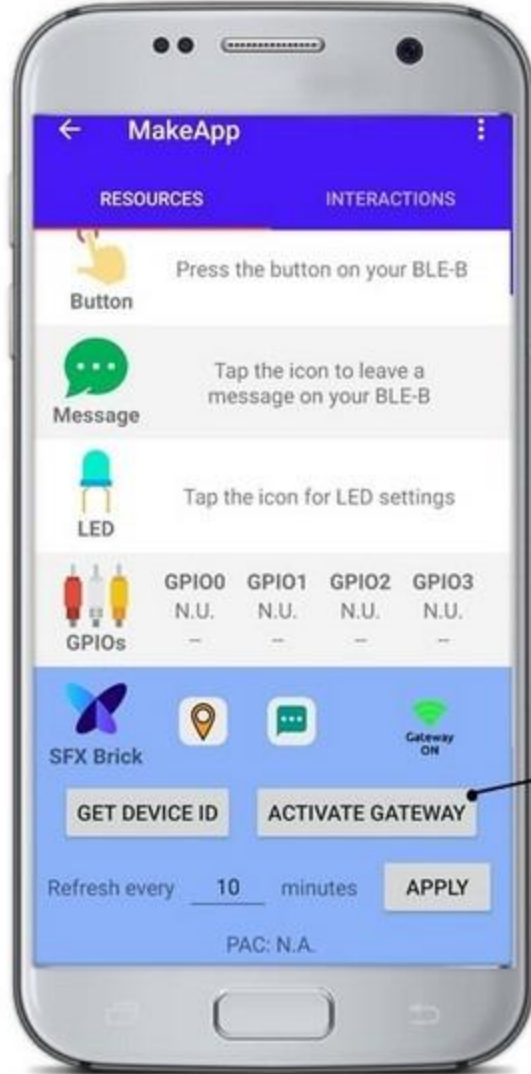 MakeApp
RESOURCES INTERACTIONS
Button
Press the button on your BLE-B
Message
Tap the icon to leave a
message on your BLE-B
LED
Tap the icon for LED settings
GPIOs
GPIO0 GPIO1 GPIO2 GPIO3
N.U. N.U. N.U. N.U.
-- -- -- --
SFX Brick
Gateway
ON
GET DEVICE ID ACTIVATE GATEWAY
Refresh every 10 minutes APPLY
PAC: N.A.